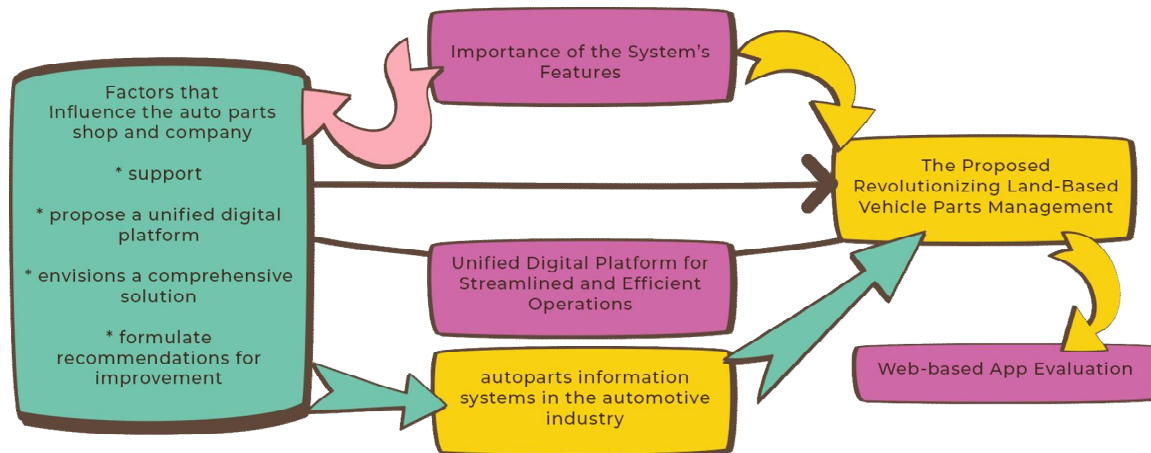 Factors that
Influence the auto parts
shop and company
* support
* propose a unified digital
platform
* envisions a comprehensive
solution
* formulate
recommendations for
improvement
Importance of the System's
Features
Unified Digital Platform for
Streamlined and Efficient
Operations
autoparts information
systems in the automotive
industry
The Proposed
Revolutionizing Land-Based
Vehicle Parts Management
Web-based App Evaluation